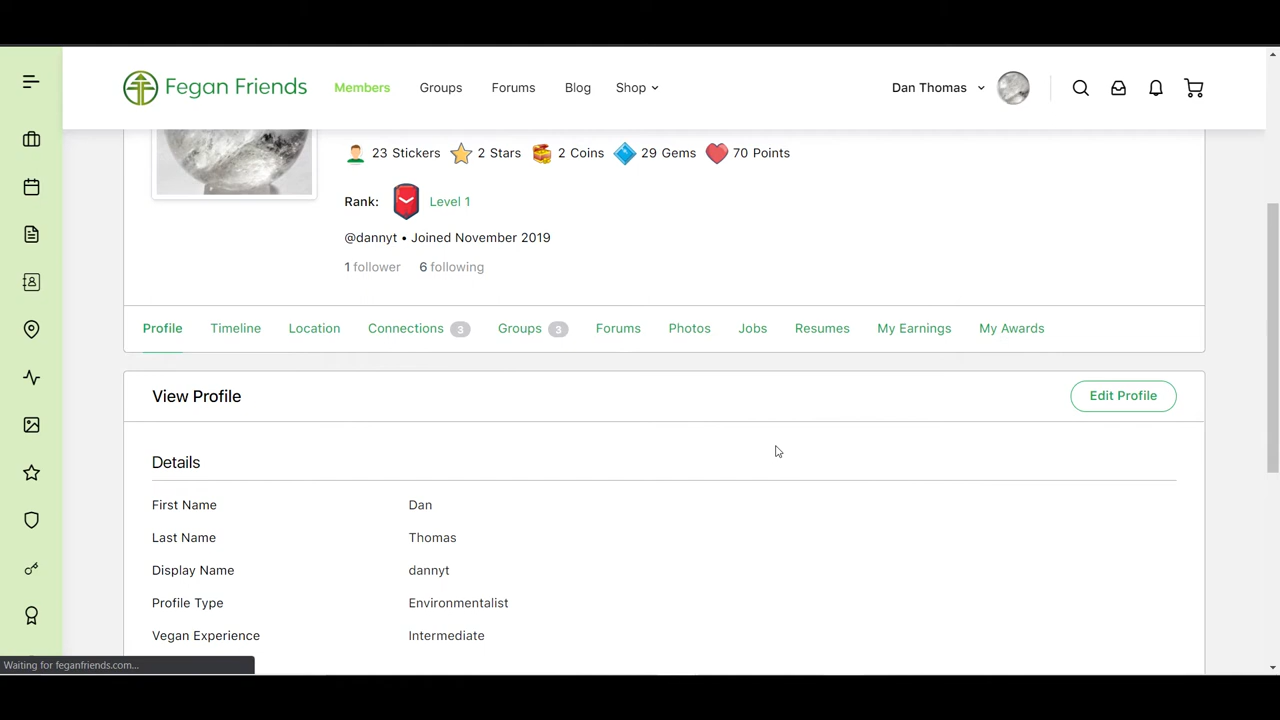 Fegan Friends Members Groups Forums Blog Shop Dan Thomas
23 Stickers 2 Stars 2 Coins 29 Gems 70 Points
Rank: Level 1
@dannyt • Joined November 2019
1 follower 6 following
Profile Timeline Location Connections 3 Groups 3 Forums Photos Jobs Resumes My Earnings My Awards
View Profile Edit Profile
Details
First Name Dan
Last Name Thomas
Display Name dannyt
Profile Type Environmentalist
Vegan Experience Intermediate
Waiting for feganfriends.com...